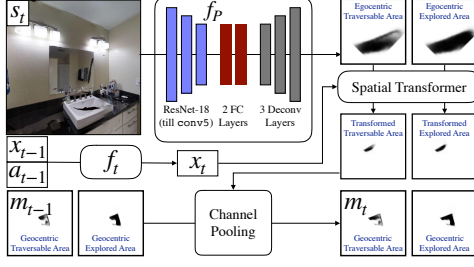 s_t
f_P
Egocentric
Traversable Area
Egocentric
Explored Area
ResNet-18
(till conv5)
2 FC
Layers
3 Deconv
Layers
Spatial Transformer
Transformed
Traversable Area
Transformed
Explored Area
x_{t-1}
a_{t-1}
f_t
x_t
m_{t-1}
Geocentric
Traversable Area
Geocentric
Explored Area
Channel
Pooling
m_t
Geocentric
Traversable Area
Geocentric
Explored Area